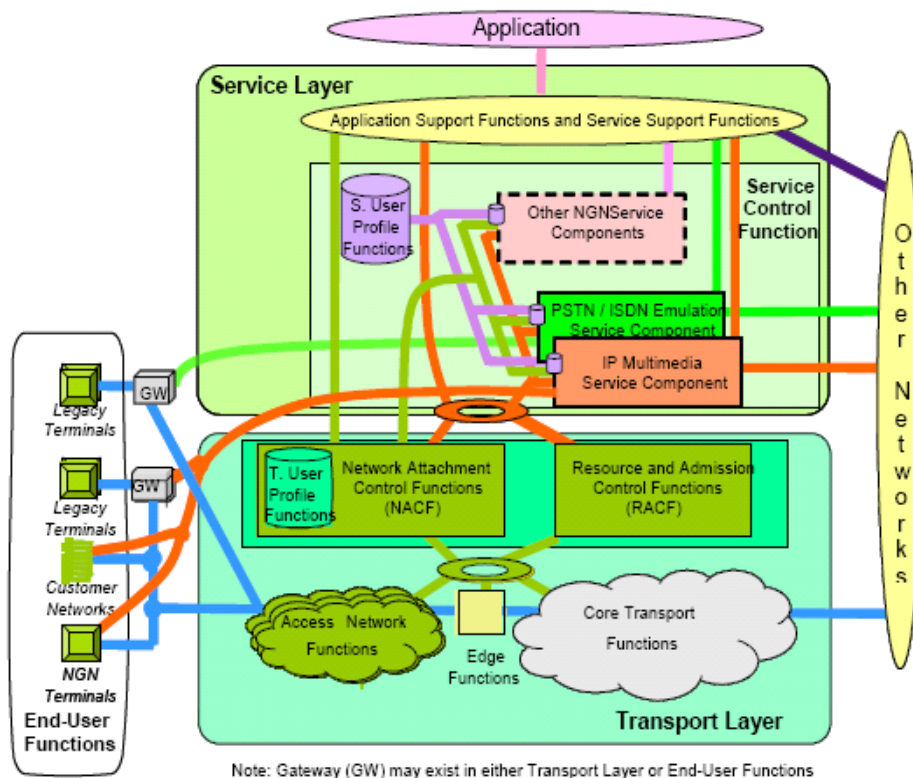 Application
Service Layer
Application Support Functions and Service Support Functions
S. User
Profile
Functions
Other NGNService
Components
Service
Control
Function
PSTN / ISDN Emulation
Service Component
IP Multimedia
Service Component
Other Networks
GW
Legacy
Terminals
GW
Legacy
Terminals
Customer
Networks
NGN
Terminals
End-User
Functions
T. User
Profile
Functions
Network Attachment
Control Functions
(NACF)
Resource and Admission
Control Functions
(RACF)
Access Network
Functions
Edge
Functions
Core Transport
Functions
Transport Layer
Note: Gateway (GW) may exist in either Transport Layer or End-User Functions